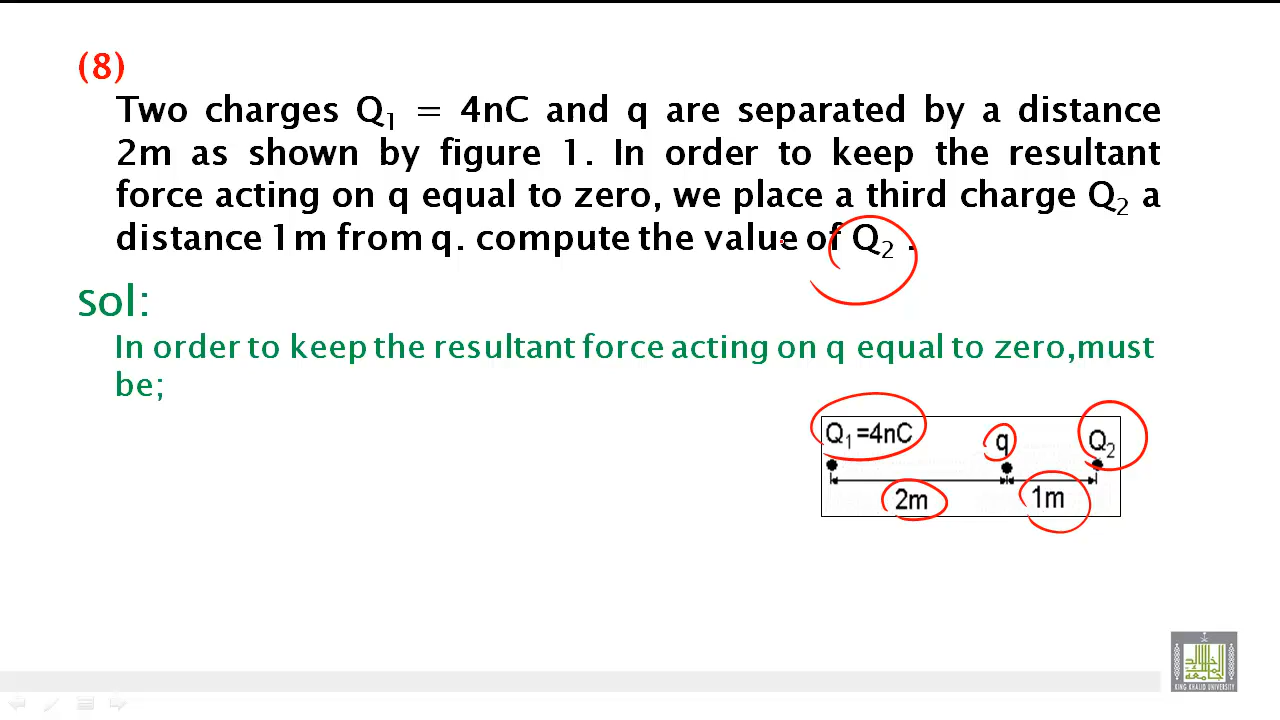 (8)
Two charges Q₁ = 4nC and q are separated by a distance
2m as shown by figure 1. In order to keep the resultant
force acting on q equal to zero, we place a third charge Q₂ a
distance 1m from q. compute the value of Q₂ .
Sol:
In order to keep the resultant force acting on q equal to zero,must
be;
Q₁ =4nC q Q₂
2m 1m
KING KHALID UNIVERSITY